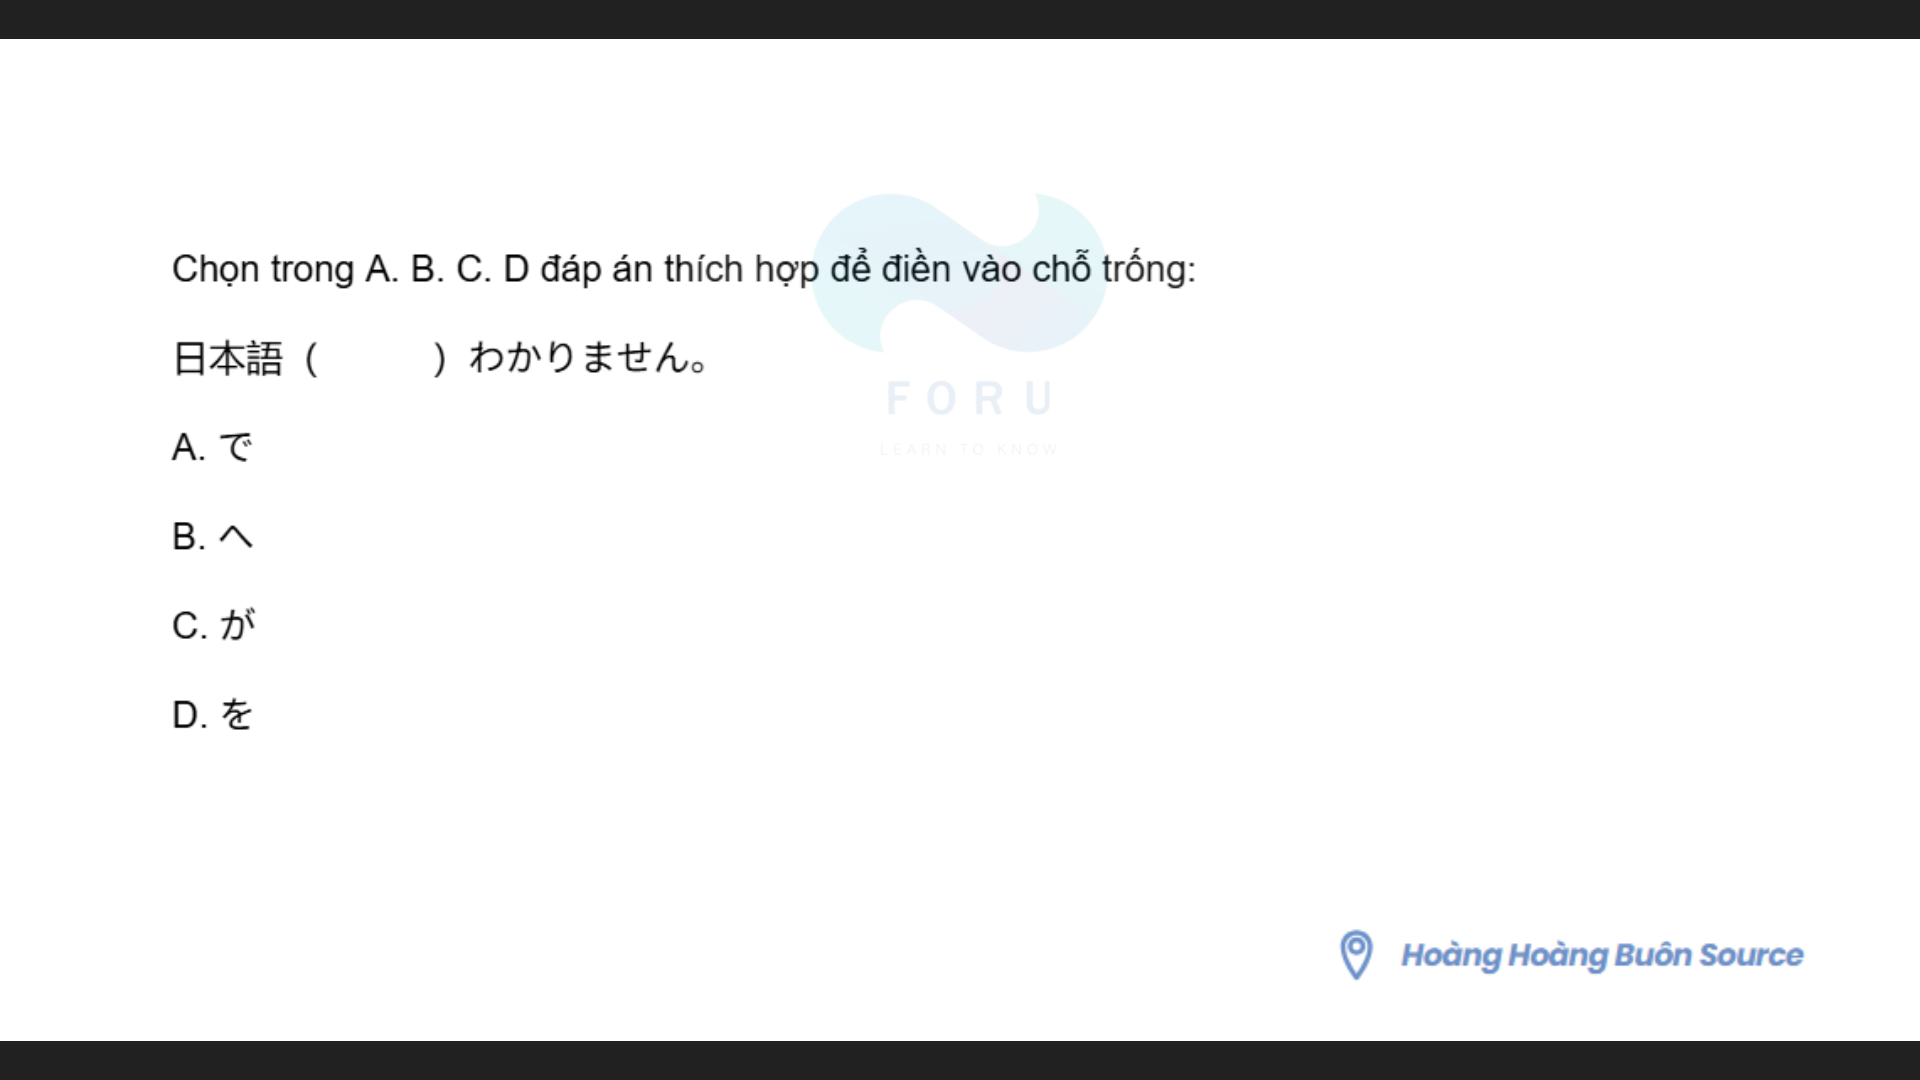 Chọn trong A. B. C. D đáp án thích hợp để điền vào chỗ trống:
日本語（　　　）わかりません。
A. で
B. へ
C. が
D. を
FORU
LEARN TO KNOW
Hoàng Hoàng Buôn Source